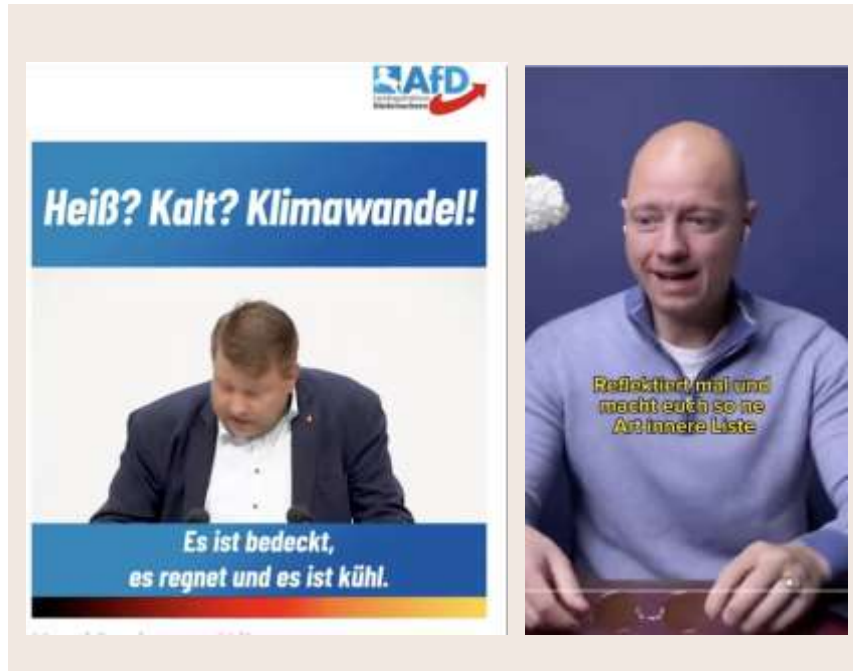 AfD
Heiß? Kalt? Klimawandel!
Es ist bedeckt,
es regnet und es ist kühl.
Reflektiert mal und
macht euch so ne
Art innere Liste